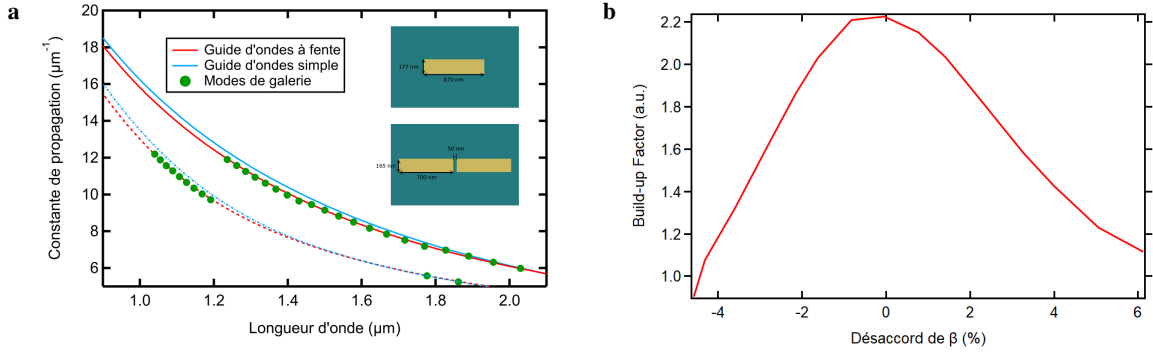 a
Constante de propagation (µm⁻¹)
20
18
16
14
12
10
8
6
Guide d'ondes à fente
Guide d'ondes simple
Modes de galerie
177 nm
870 nm
50 nm
165 nm
700 nm
1.0 1.2 1.4 1.6 1.8 2.0
Longueur d'onde (µm)
b
Build-up Factor (a.u.)
2.2
2.0
1.8
1.6
1.4
1.2
1.0
-4 -2 0 2 4 6
Désaccord de β (%)